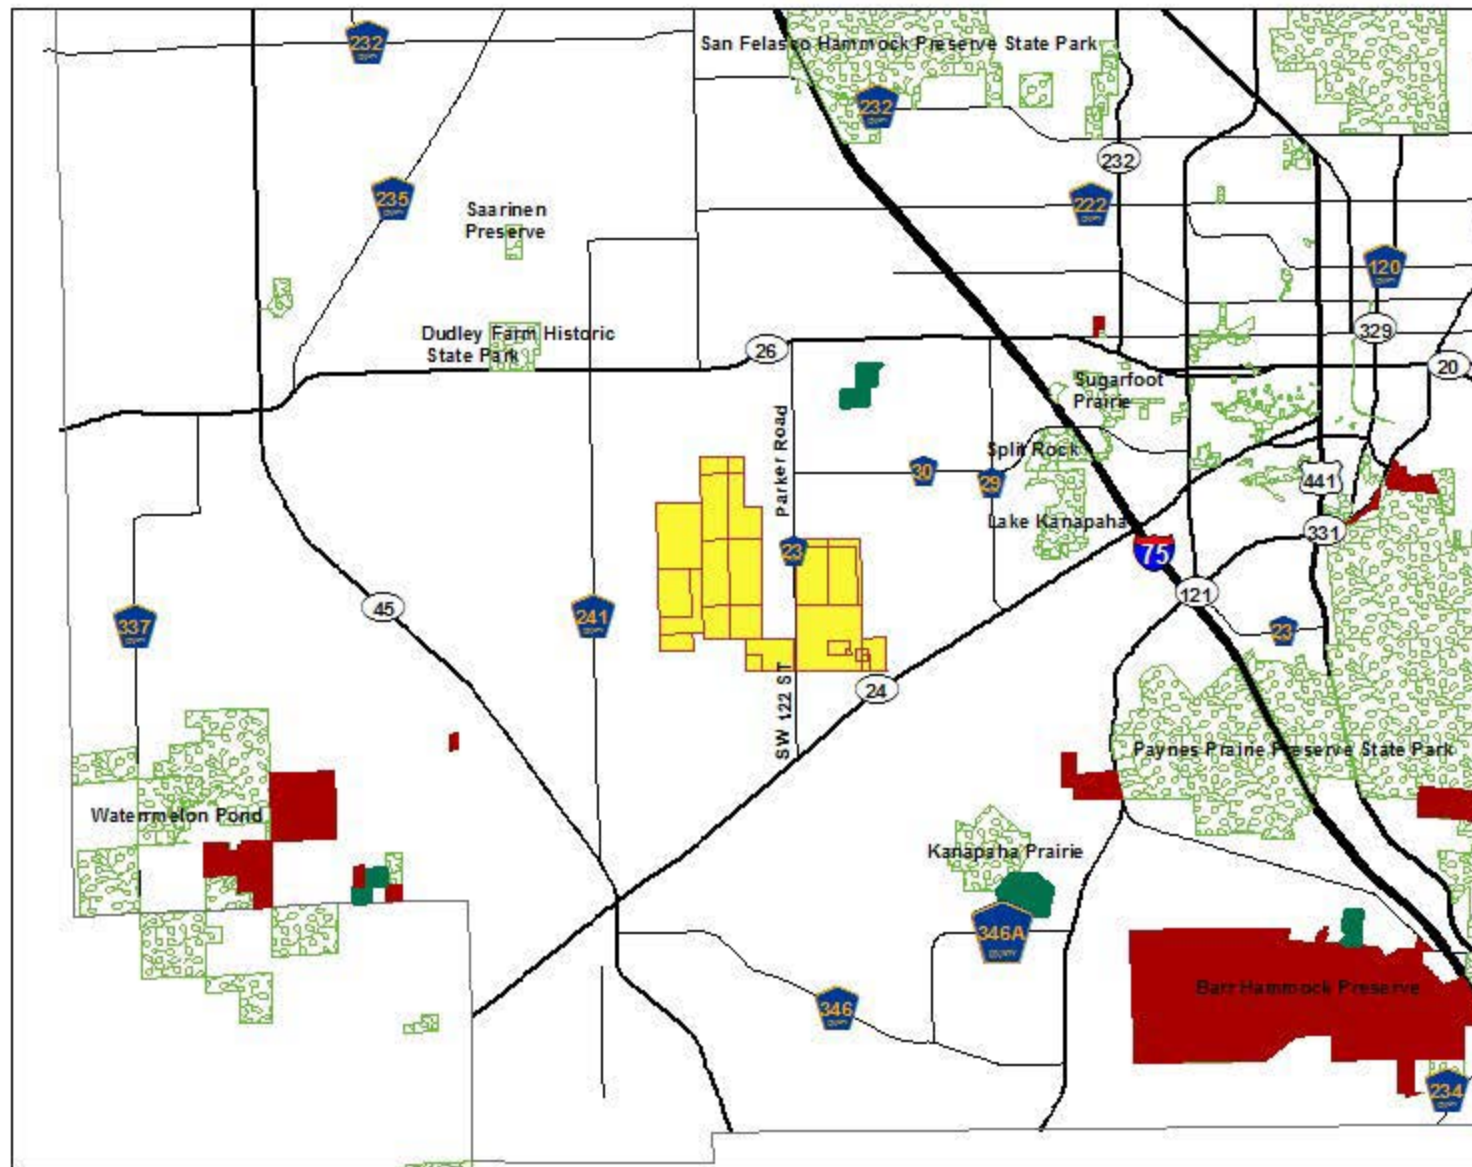 232
San Felasco Hammock Preserve State Park
232
232
235
Saarinen
Preserve
222
120
Dudley Farm Historic
State Park
26
329
20
Sugarfoot
Prairie
Parker Road
Split Rock
30
29
441
Lake Kanapaha
331
23
75
121
45
241
337
23
SW 122 ST
24
Paynes Prairie Preserve State Park
Watermelon Pond
Kanapaha Prairie
346A
COUNTY
Barr Hammock Preserve
346
234